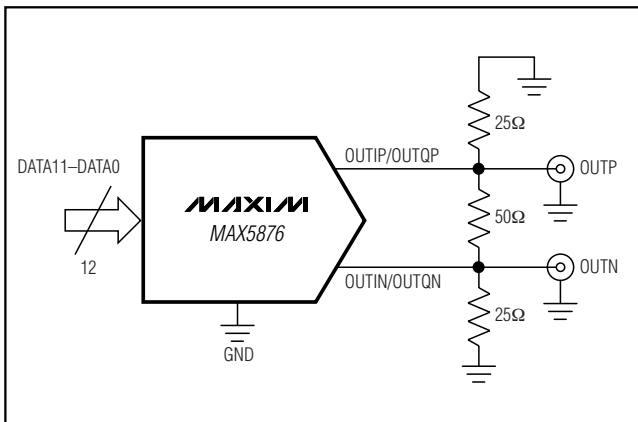 25Ω
OUTIP/OUTQP
DATA11–DATA0
OUTP
MAXIM
MAX5876
50Ω
12
OUTIN/OUTQN
OUTN
25Ω
GND